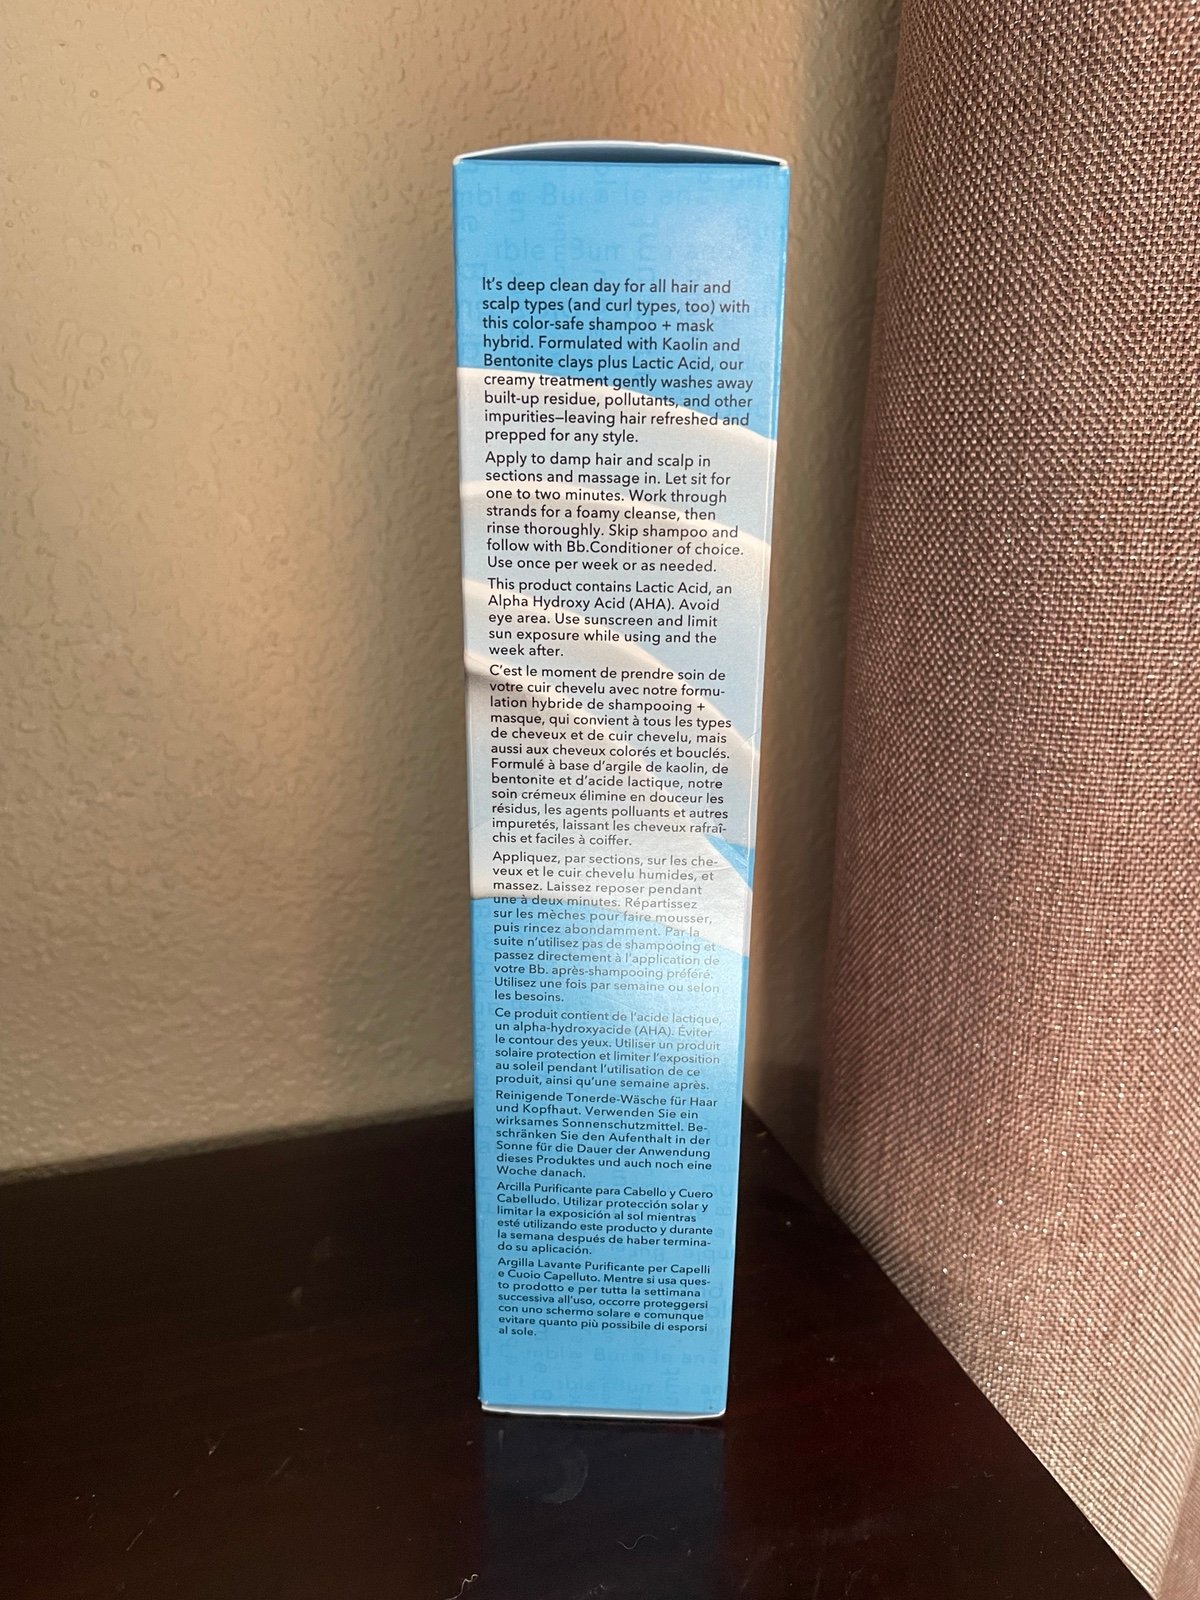 It's deep clean day for all hair and
scalp types (and curl types, too) with
this color-safe shampoo + mask
hybrid. Formulated with Kaolin and
Bentonite clays plus Lactic Acid, our
creamy treatment gently washes away
built-up residue, pollutants, and other
impurities—leaving hair refreshed and
prepped for any style.
Apply to damp hair and scalp in
sections and massage in. Let sit for
one to two minutes. Work through
strands for a foamy cleanse, then
rinse thoroughly. Skip shampoo and
follow with Bb.Conditioner of choice.
Use once per week or as needed.
This product contains Lactic Acid, an
Alpha Hydroxy Acid (AHA). Avoid
eye area. Use sunscreen and limit
sun exposure while using and the
week after.
C'est le moment de prendre soin de
votre cuir chevelu avec notre formu-
lation hybride de shampooing +
masque, qui convient à tous les types
de cheveux et de cuir chevelu, mais
aussi aux cheveux colorés et bouclés.
Formulé à base d'argile de kaolin, de
bentonite et d'acide lactique, notre
soin crémeux élimine en douceur les
résidus, les agents polluants et autres
impuretés, laissant les cheveux rafraî-
chis et faciles à coiffer.
Appliquez, par sections, sur les che-
veux et le cuir chevelu humides, et
massez. Laissez reposer pendant
une à deux minutes. Répartissez
sur les mèches pour faire mousser,
puis rincez abondamment. Par la
suite n'utilisez pas de shampooing et
passez directement à l'application de
votre Bb. après-shampooing préféré.
Utilisez une fois par semaine ou selon
les besoins.
Ce produit contient de l'acide lactique,
un alpha-hydroxyacide (AHA). Éviter
le contour des yeux. Utiliser un produit
solaire protection et limiter l'exposition
au soleil pendant l'utilisation de ce
produit, ainsi qu'une semaine après.
Reinigende Tonerde-Wäsche für Haar
und Kopfhaut. Verwenden Sie ein
wirksames Sonnenschutzmittel. Be-
schränken Sie den Aufenthalt in der
Sonne für die Dauer der Anwendung
dieses Produktes und auch noch eine
Woche danach.
Arcilla Purificante para Cabello y Cuero
Cabelludo. Utilizar protección solar y
limitar la exposición al sol mientras
esté utilizando este producto y durante
la semana después de haber termina-
do su aplicación.
Argilla Lavante Purificante per Capelli
e Cuoio Capelluto. Mentre si usa ques-
to prodotto e per tutta la settimana
successiva all'uso, occorre proteggersi
con uno schermo solare e comunque
evitare quanto più possibile di esporsi
al sole.